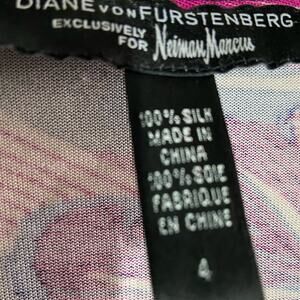 DIANE VON FURSTENBERG
EXCLUSIVELY
FOR Neiman Marcus
100% SILK
MADE IN
CHINA
100% SOIE
FABRIQUE
EN CHINE
4